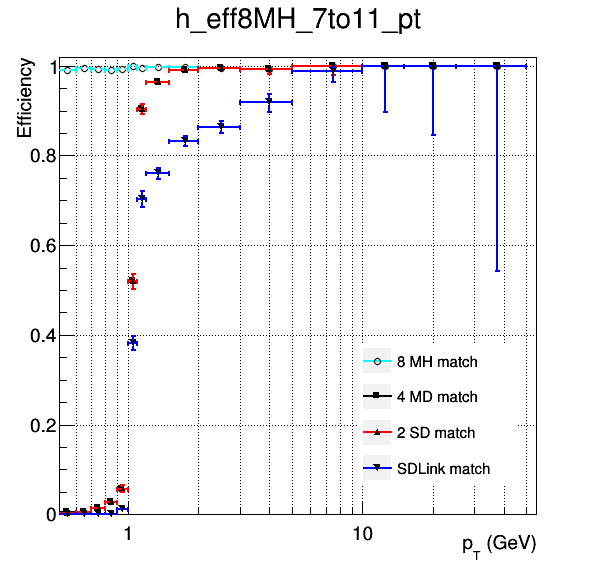 h_eff8MH_7to11_pt
Efficiency
1
0.8
0.6
0.4
0.2
0
8 MH match
4 MD match
2 SD match
SDLink match
1
10
p_T (GeV)